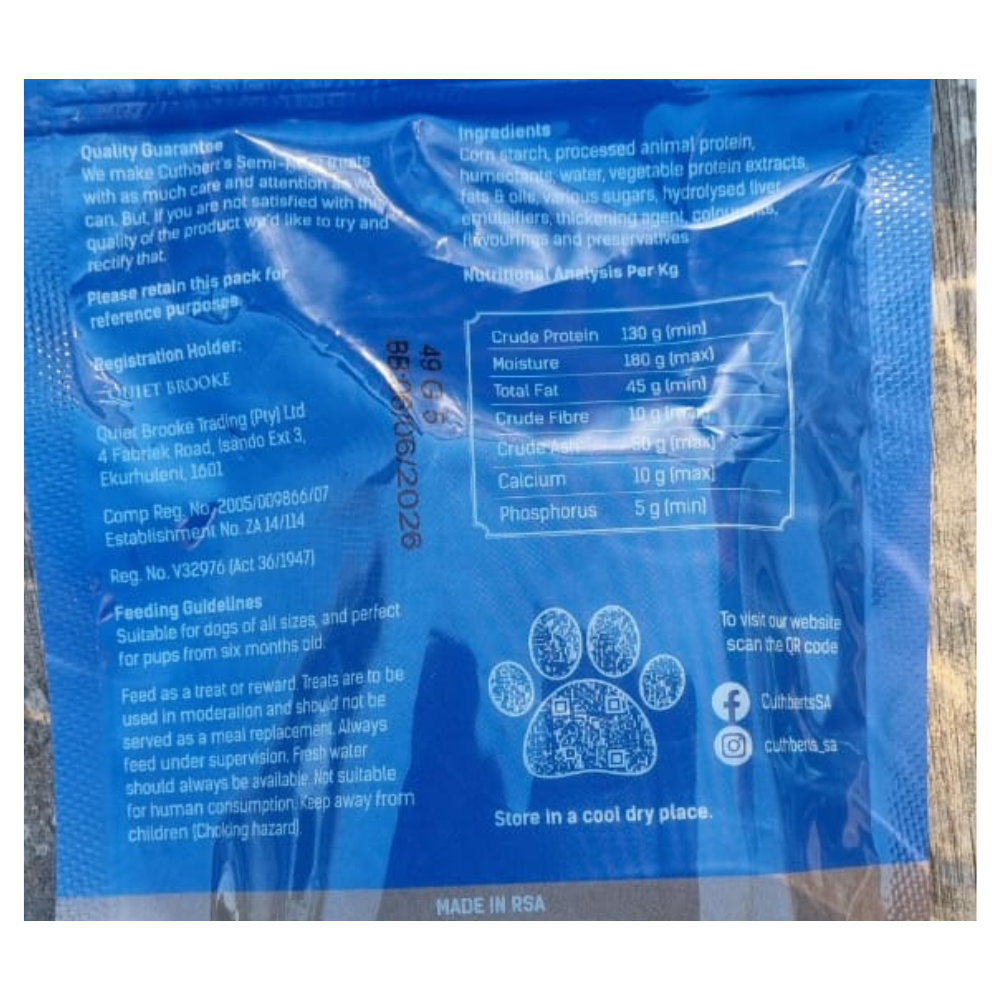 Quality Guarantee
We make Cuthbert's Semi-Moist treats
with as much care and attention as we
can. But, if you are not satisfied with the
quality of the product we'd like to try and
rectify that.
Please retain this pack for
reference purposes.
Registration Holder:
QUIET BROOKE
Quiet Brooke Trading (Pty) Ltd
4 Fabriek Road, Isando Ext 3,
Ekurhuleni, 1601
Comp Reg. No. 2005/009866/07
Establishment No. ZA 14/114
Reg. No. V32976 (Act 36/1947)
Feeding Guidelines
Suitable for dogs of all sizes, and perfect
for pups from six months old.
Feed as a treat or reward. Treats are to be
used in moderation and should not be
served as a meal replacement. Always
feed under supervision. Fresh water
should always be available. Not suitable
for human consumption. Keep away from
children (Choking hazard).
49 G 5
/06/2026
Ingredients
Corn starch, processed animal protein,
humectants, water, vegetable protein extracts,
fats & oils, various sugars, hydrolysed liver,
emulsifiers, thickening agent, colourants,
flavourings and preservatives
Nutritional Analysis Per Kg
Crude Protein 130 g (min)
Moisture 180 g (max)
Total Fat 45 g (min)
Crude Fibre 10 g (max)
Crude Ash 50 g (max)
Calcium 10 g (max)
Phosphorus 5 g (min)
To visit our website
scan the QR code
CuthbertsSA
cuthberts_sa
Store in a cool dry place.
MADE IN RSA